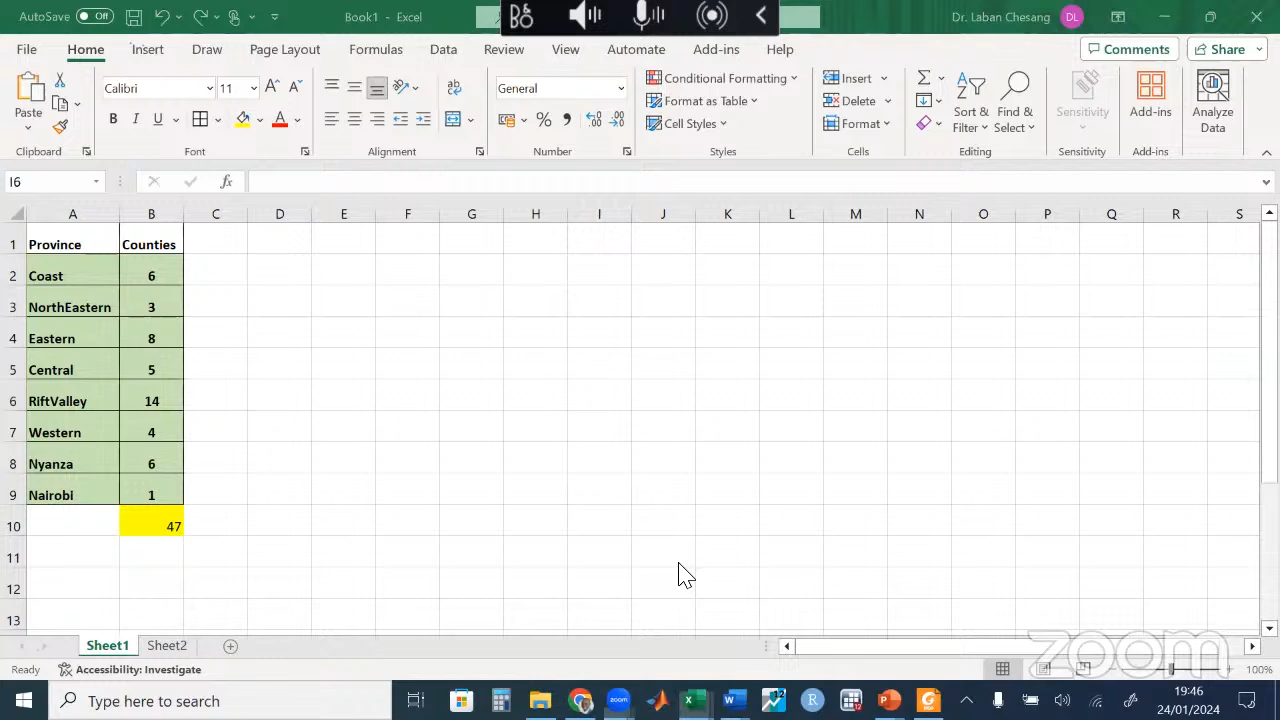 AutoSave Off Book1 - Excel Dr. Laban Chesang DL
File Home Insert Draw Page Layout Formulas Data Review View Automate Add-ins Help Comments Share
Paste Calibri 11 General Conditional Formatting Insert Sort & Find & Sensitivity Add-ins Analyze
Format as Table Delete Filter Select Data
Cell Styles Format
Clipboard Font Alignment Number Styles Cells Editing Sensitivity Add-ins
I6 fx
A B C D E F G H I J K L M N O P Q R S
1 Province Counties
2 Coast 6
3 NorthEastern 3
4 Eastern 8
5 Central 5
6 RiftValley 14
7 Western 4
8 Nyanza 6
9 Nairobi 1
10 47
11
12
13
Sheet1 Sheet2
zoom
Ready Accessibility: Investigate 100%
Type here to search 19:46
24/01/2024